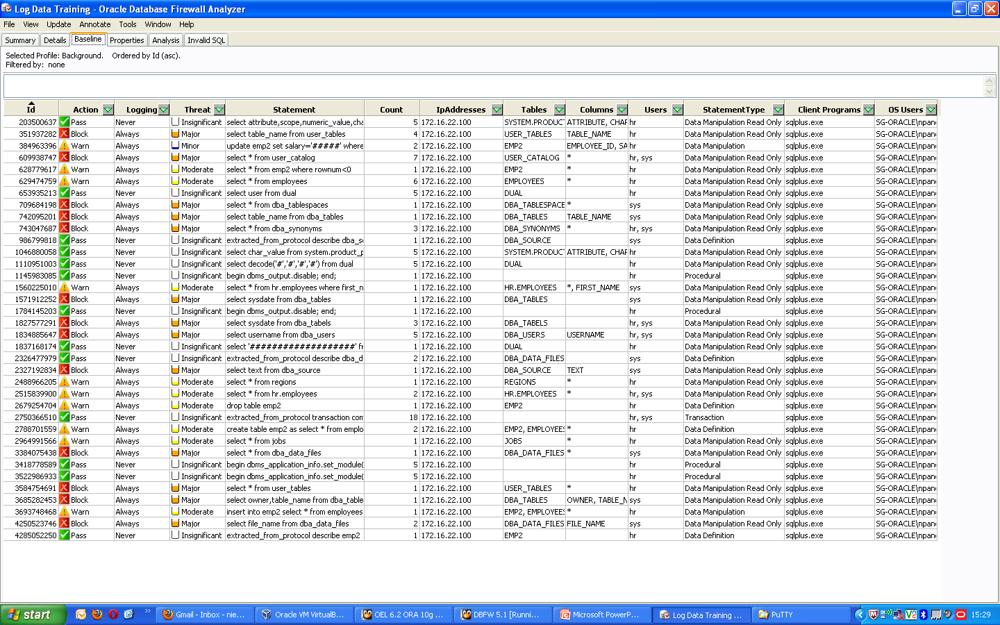 Log Data Training - Oracle Database Firewall Analyzer
File View Update Annotate Tools Window Help
Summary Details Baseline Properties Analysis Invalid SQL
Selected Profile: Background. Ordered by Id (asc).
Filtered by: none
Id Action Logging Threat Statement Count IpAddresses Tables Columns Users StatementType Client Programs OS Users
203500637 Pass Never Insignificant select attribute,scope,numeric_value,cha 5 172.16.22.100 SYSTEM.PRODUCT ATTRIBUTE, CHAR hr Data Manipulation Read Only sqlplus.exe SG-ORACLE\npan
351937282 Block Always Major select table_name from user_tables 4 172.16.22.100 USER_TABLES TABLE_NAME hr Data Manipulation Read Only sqlplus.exe SG-ORACLE\npan
384963396 Warn Always Minor update emp2 set salary='#####' where 2 172.16.22.100 EMP2 EMPLOYEE_ID, SA hr Data Manipulation sqlplus.exe SG-ORACLE\npan
609938747 Block Always Major select * from user_catalog 7 172.16.22.100 USER_CATALOG * hr, sys Data Manipulation Read Only sqlplus.exe SG-ORACLE\npan
628779617 Warn Always Moderate select * from emp2 where rownum<0 1 172.16.22.100 EMP2 * hr Data Manipulation Read Only sqlplus.exe SG-ORACLE\npan
629474759 Warn Always Moderate select * from employees 6 172.16.22.100 EMPLOYEES * hr Data Manipulation Read Only sqlplus.exe SG-ORACLE\npan
653935213 Pass Never Insignificant select user from dual 5 172.16.22.100 DUAL hr Data Manipulation Read Only sqlplus.exe SG-ORACLE\npan
709684198 Block Always Major select * from dba_tablespaces 1 172.16.22.100 DBA_TABLESPACE * sys Data Manipulation Read Only sqlplus.exe SG-ORACLE\npan
742095201 Block Always Major select table_name from dba_tables 1 172.16.22.100 DBA_TABLES TABLE_NAME sys Data Manipulation Read Only sqlplus.exe SG-ORACLE\npan
743047687 Block Always Major select * from dba_synonyms 3 172.16.22.100 DBA_SYNONYMS * hr, sys Data Manipulation Read Only sqlplus.exe SG-ORACLE\npan
986799818 Pass Never Insignificant extracted_from_protocol describe dba_s 1 172.16.22.100 DBA_SOURCE sys Data Definition sqlplus.exe SG-ORACLE\npan
1046880058 Pass Never Insignificant select char_value from system.product_p 5 172.16.22.100 SYSTEM.PRODUCT ATTRIBUTE, CHAR hr Data Manipulation Read Only sqlplus.exe SG-ORACLE\npan
1110951003 Pass Never Insignificant select decode('#','#','#','#') from dual 5 172.16.22.100 DUAL hr Data Manipulation Read Only sqlplus.exe SG-ORACLE\npan
1145983085 Pass Never Insignificant begin dbms_output.disable; end; 1 172.16.22.100 hr Procedural sqlplus.exe SG-ORACLE\npan
1560225010 Warn Always Moderate select * from hr.employees where first_n 1 172.16.22.100 HR.EMPLOYEES *, FIRST_NAME sys Data Manipulation Read Only sqlplus.exe SG-ORACLE\npan
1571912252 Block Always Major select sysdate from dba_tables 1 172.16.22.100 DBA_TABLES sys Data Manipulation Read Only sqlplus.exe SG-ORACLE\npan
1784145203 Pass Never Insignificant begin dbms_output.disable; end; 1 172.16.22.100 hr Procedural sqlplus.exe SG-ORACLE\npan
1827577291 Block Always Major select sysdate from dba_tabels 3 172.16.22.100 DBA_TABELS hr, sys Data Manipulation Read Only sqlplus.exe SG-ORACLE\npan
1834885647 Block Always Major select username from dba_users 5 172.16.22.100 DBA_USERS USERNAME hr, sys Data Manipulation Read Only sqlplus.exe SG-ORACLE\npan
1837168174 Pass Never Insignificant select '###################' fr 1 172.16.22.100 DUAL hr Data Manipulation Read Only sqlplus.exe SG-ORACLE\npan
2326477979 Pass Never Insignificant extracted_from_protocol describe dba_d 2 172.16.22.100 DBA_DATA_FILES sys Data Definition sqlplus.exe SG-ORACLE\npan
2327192834 Block Always Major select text from dba_source 1 172.16.22.100 DBA_SOURCE TEXT sys Data Manipulation Read Only sqlplus.exe SG-ORACLE\npan
2488966205 Warn Always Moderate select * from regions 1 172.16.22.100 REGIONS * hr Data Manipulation Read Only sqlplus.exe SG-ORACLE\npan
2515839900 Warn Always Moderate select * from hr.employees 2 172.16.22.100 HR.EMPLOYEES * hr, sys Data Manipulation Read Only sqlplus.exe SG-ORACLE\npan
2679254704 Warn Always Moderate drop table emp2 1 172.16.22.100 EMP2 hr Data Definition sqlplus.exe SG-ORACLE\npan
2750366510 Pass Never Insignificant extracted_from_protocol transaction com 18 172.16.22.100 hr, sys Transaction sqlplus.exe SG-ORACLE\npan
2788701559 Warn Always Moderate create table emp2 as select * from emplo 2 172.16.22.100 EMP2, EMPLOYEES * hr Data Definition sqlplus.exe SG-ORACLE\npan
2964991566 Warn Always Moderate select * from jobs 1 172.16.22.100 JOBS * hr Data Manipulation Read Only sqlplus.exe SG-ORACLE\npan
3384075438 Block Always Major select * from dba_data_files 1 172.16.22.100 DBA_DATA_FILES * sys Data Manipulation Read Only sqlplus.exe SG-ORACLE\npan
3418778589 Pass Never Insignificant begin dbms_application_info.set_module( 5 172.16.22.100 hr Procedural sqlplus.exe SG-ORACLE\npan
3522986933 Pass Never Insignificant begin dbms_application_info.set_module( 5 172.16.22.100 hr Procedural sqlplus.exe SG-ORACLE\npan
3584754691 Block Always Major select * from user_tables 1 172.16.22.100 USER_TABLES * hr Data Manipulation Read Only sqlplus.exe SG-ORACLE\npan
3685282453 Block Always Major select owner,table_name from dba_table 1 172.16.22.100 DBA_TABLES OWNER, TABLE_N sys Data Manipulation Read Only sqlplus.exe SG-ORACLE\npan
3693748468 Warn Always Moderate insert into emp2 select * from employees 1 172.16.22.100 EMP2, EMPLOYEES * hr Data Manipulation sqlplus.exe SG-ORACLE\npan
4250523746 Block Always Major select file_name from dba_data_files 2 172.16.22.100 DBA_DATA_FILES FILE_NAME sys Data Manipulation Read Only sqlplus.exe SG-ORACLE\npan
4285052250 Pass Never Insignificant extracted_from_protocol describe emp2 1 172.16.22.100 EMP2 hr Data Definition sqlplus.exe SG-ORACLE\npan
start Gmail - Inbox - nie... Oracle VM VirtualB... OEL 6.2 ORA 10g ... DBFW 5.1 [Runni... Microsoft PowerP... Log Data Training ... PuTTY 15:29